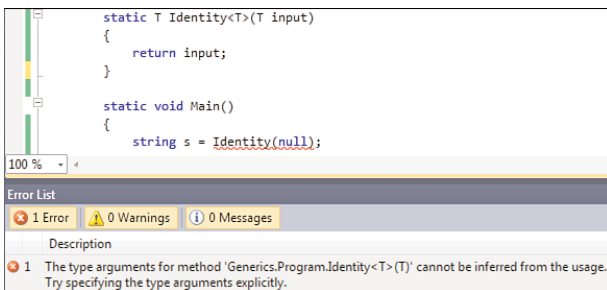 static T Identity<T>(T input)
{
return input;
}
static void Main()
{
string s = Identity(null);
100 %
Error List
1 Error 0 Warnings 0 Messages
Description
1 The type arguments for method 'Generics.Program.Identity<T>(T)' cannot be inferred from the usage.
Try specifying the type arguments explicitly.